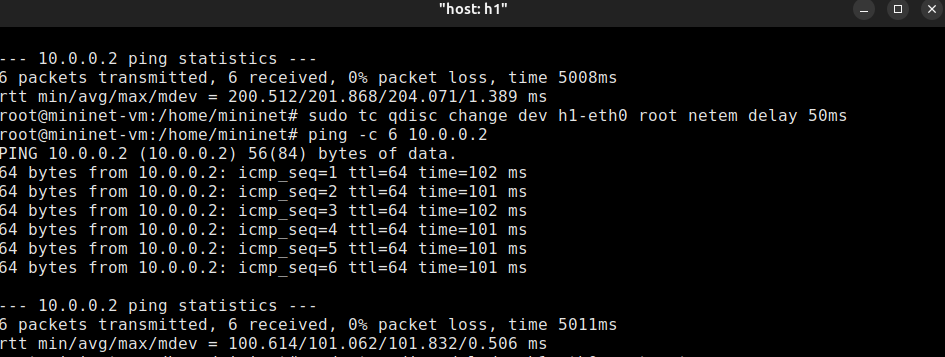 "host: h1"
--- 10.0.0.2 ping statistics ---
6 packets transmitted, 6 received, 0% packet loss, time 5008ms
rtt min/avg/max/mdev = 200.512/201.868/204.071/1.389 ms
root@mininet-vm:/home/mininet# sudo tc qdisc change dev h1-eth0 root netem delay 50ms
root@mininet-vm:/home/mininet# ping -c 6 10.0.0.2
PING 10.0.0.2 (10.0.0.2) 56(84) bytes of data.
64 bytes from 10.0.0.2: icmp_seq=1 ttl=64 time=102 ms
64 bytes from 10.0.0.2: icmp_seq=2 ttl=64 time=101 ms
64 bytes from 10.0.0.2: icmp_seq=3 ttl=64 time=102 ms
64 bytes from 10.0.0.2: icmp_seq=4 ttl=64 time=101 ms
64 bytes from 10.0.0.2: icmp_seq=5 ttl=64 time=101 ms
64 bytes from 10.0.0.2: icmp_seq=6 ttl=64 time=101 ms
--- 10.0.0.2 ping statistics ---
6 packets transmitted, 6 received, 0% packet loss, time 5011ms
rtt min/avg/max/mdev = 100.614/101.062/101.832/0.506 ms